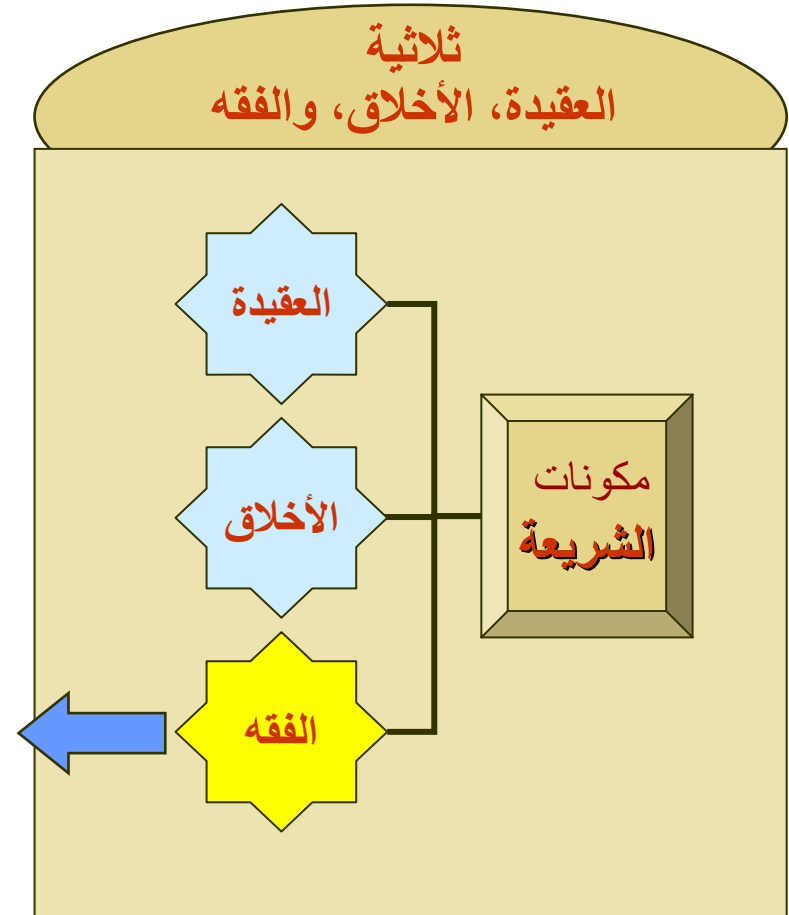 ثلاثية
العقيدة، الأخلاق، والفقه
مكونات
الشريعة
العقيدة
الأخلاق
الفقه